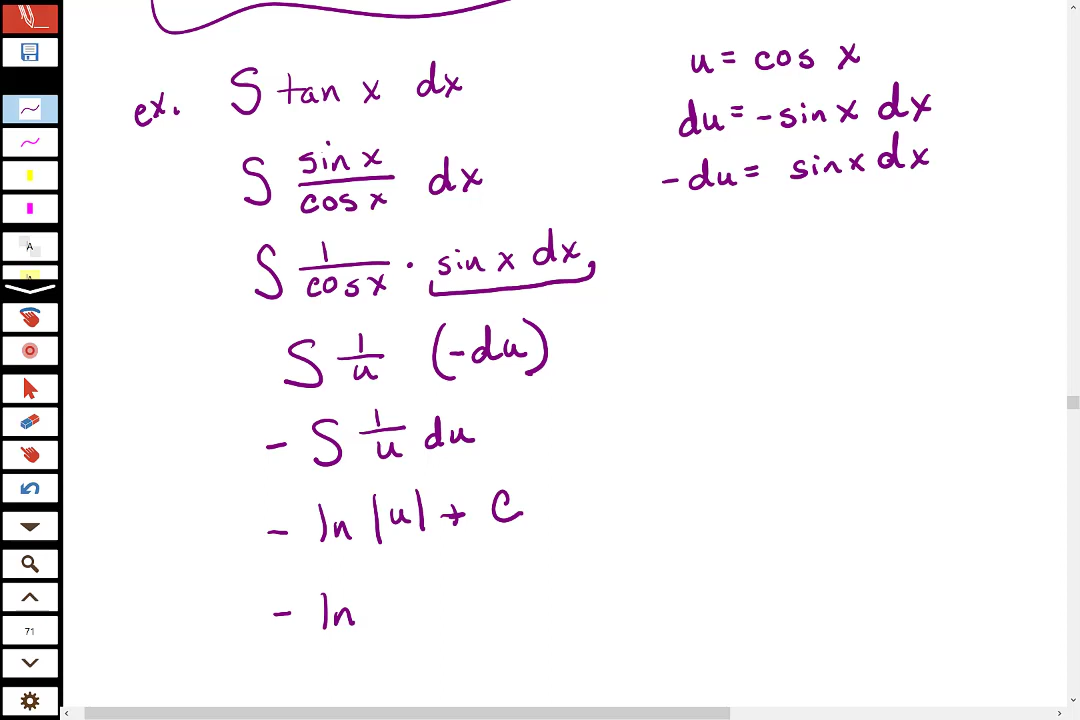 ex. ∫ tan x dx
u = cos x
du = -sin x dx
-du = sin x dx
∫ sin x / cos x dx
∫ 1 / cos x · sin x dx
∫ 1/u (-du)
- ∫ 1/u du
- ln |u| + C
- ln
A
71